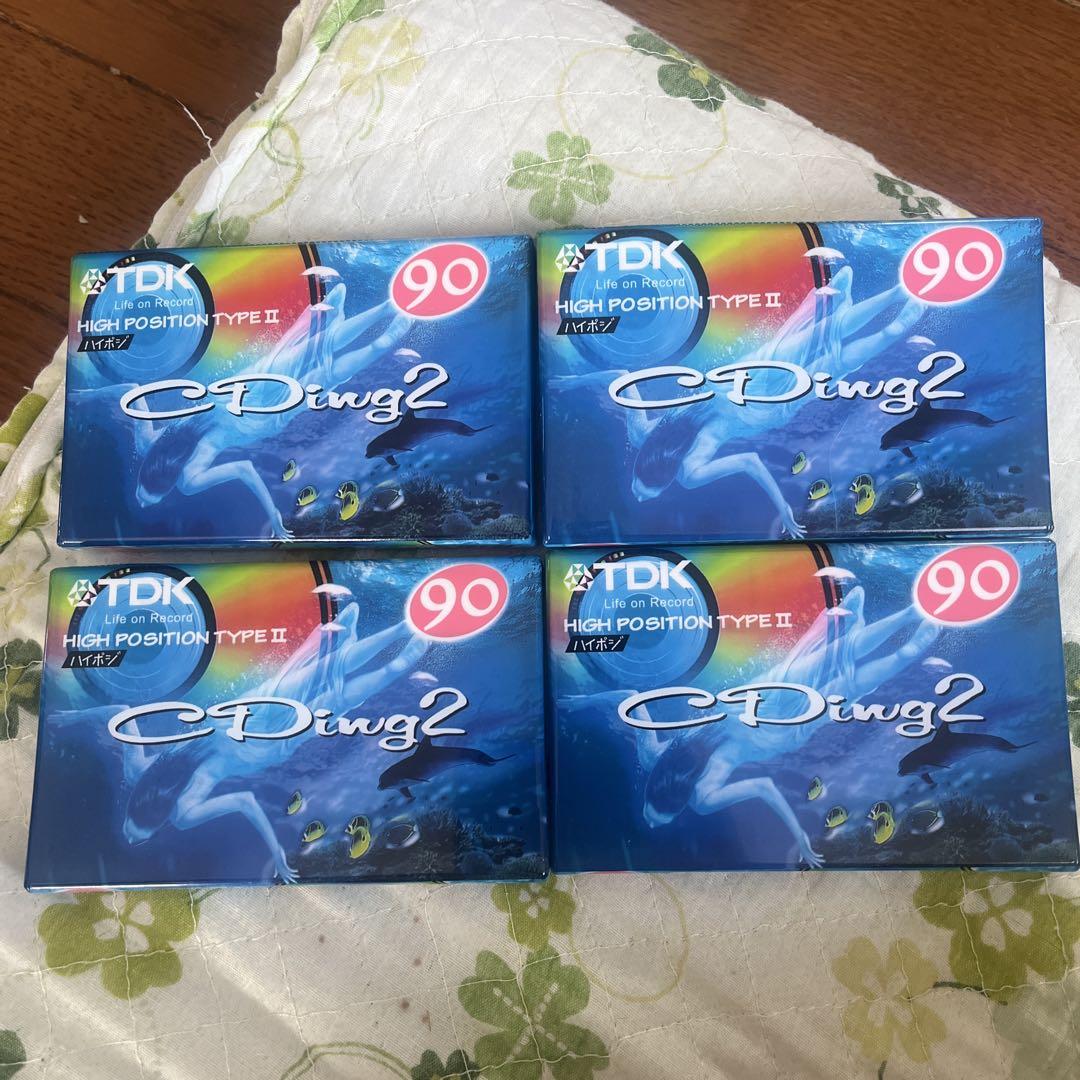 TDK
Life on Record
HIGH POSITION TYPE II
ハイポジ
90
CDing2
TDK
Life on Record
HIGH POSITION TYPE II
ハイポジ
90
CDing2
TDK
Life on Record
HIGH POSITION TYPE II
ハイポジ
90
CDing2
TDK
Life on Record
HIGH POSITION TYPE II
ハイポジ
90
CDing2